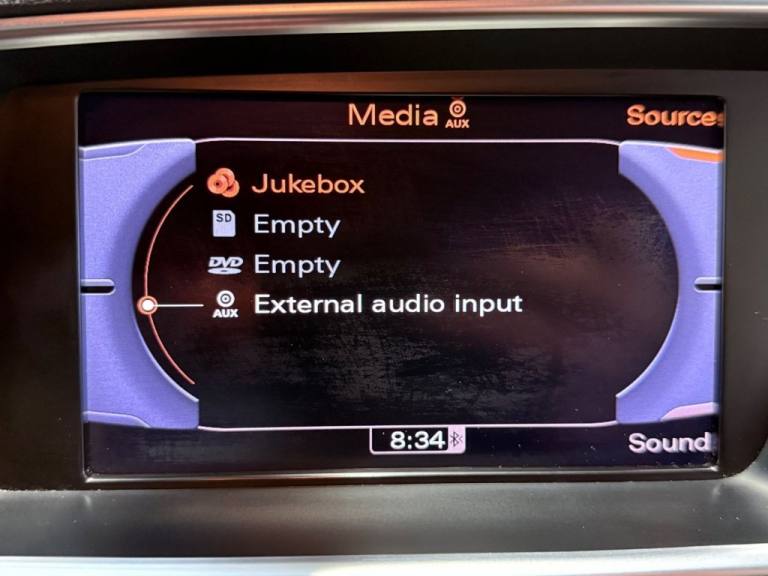 Media AUX
Sources
Jukebox
SD Empty
DVD Empty
AUX External audio input
8:34
Sound